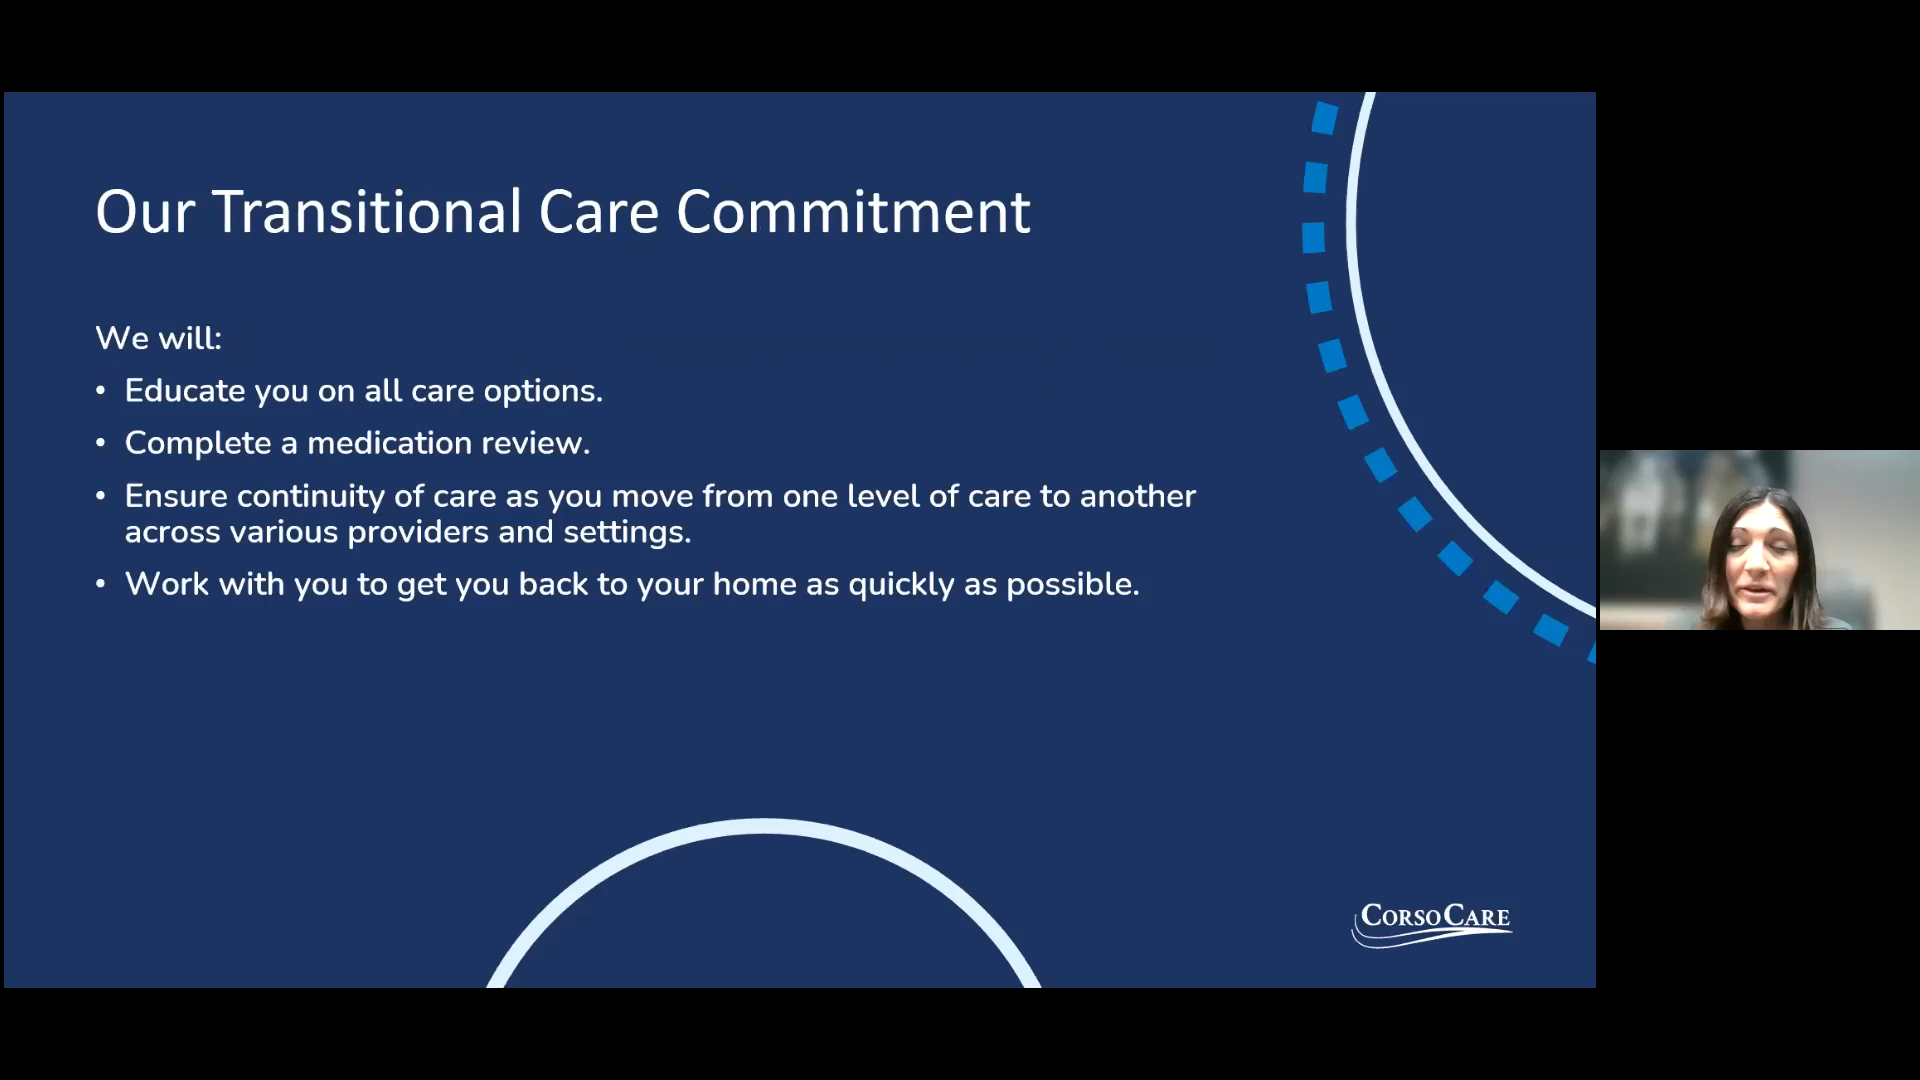 Our Transitional Care Commitment
We will:
• Educate you on all care options.
• Complete a medication review.
• Ensure continuity of care as you move from one level of care to another
across various providers and settings.
• Work with you to get you back to your home as quickly as possible.
CORSOCARE